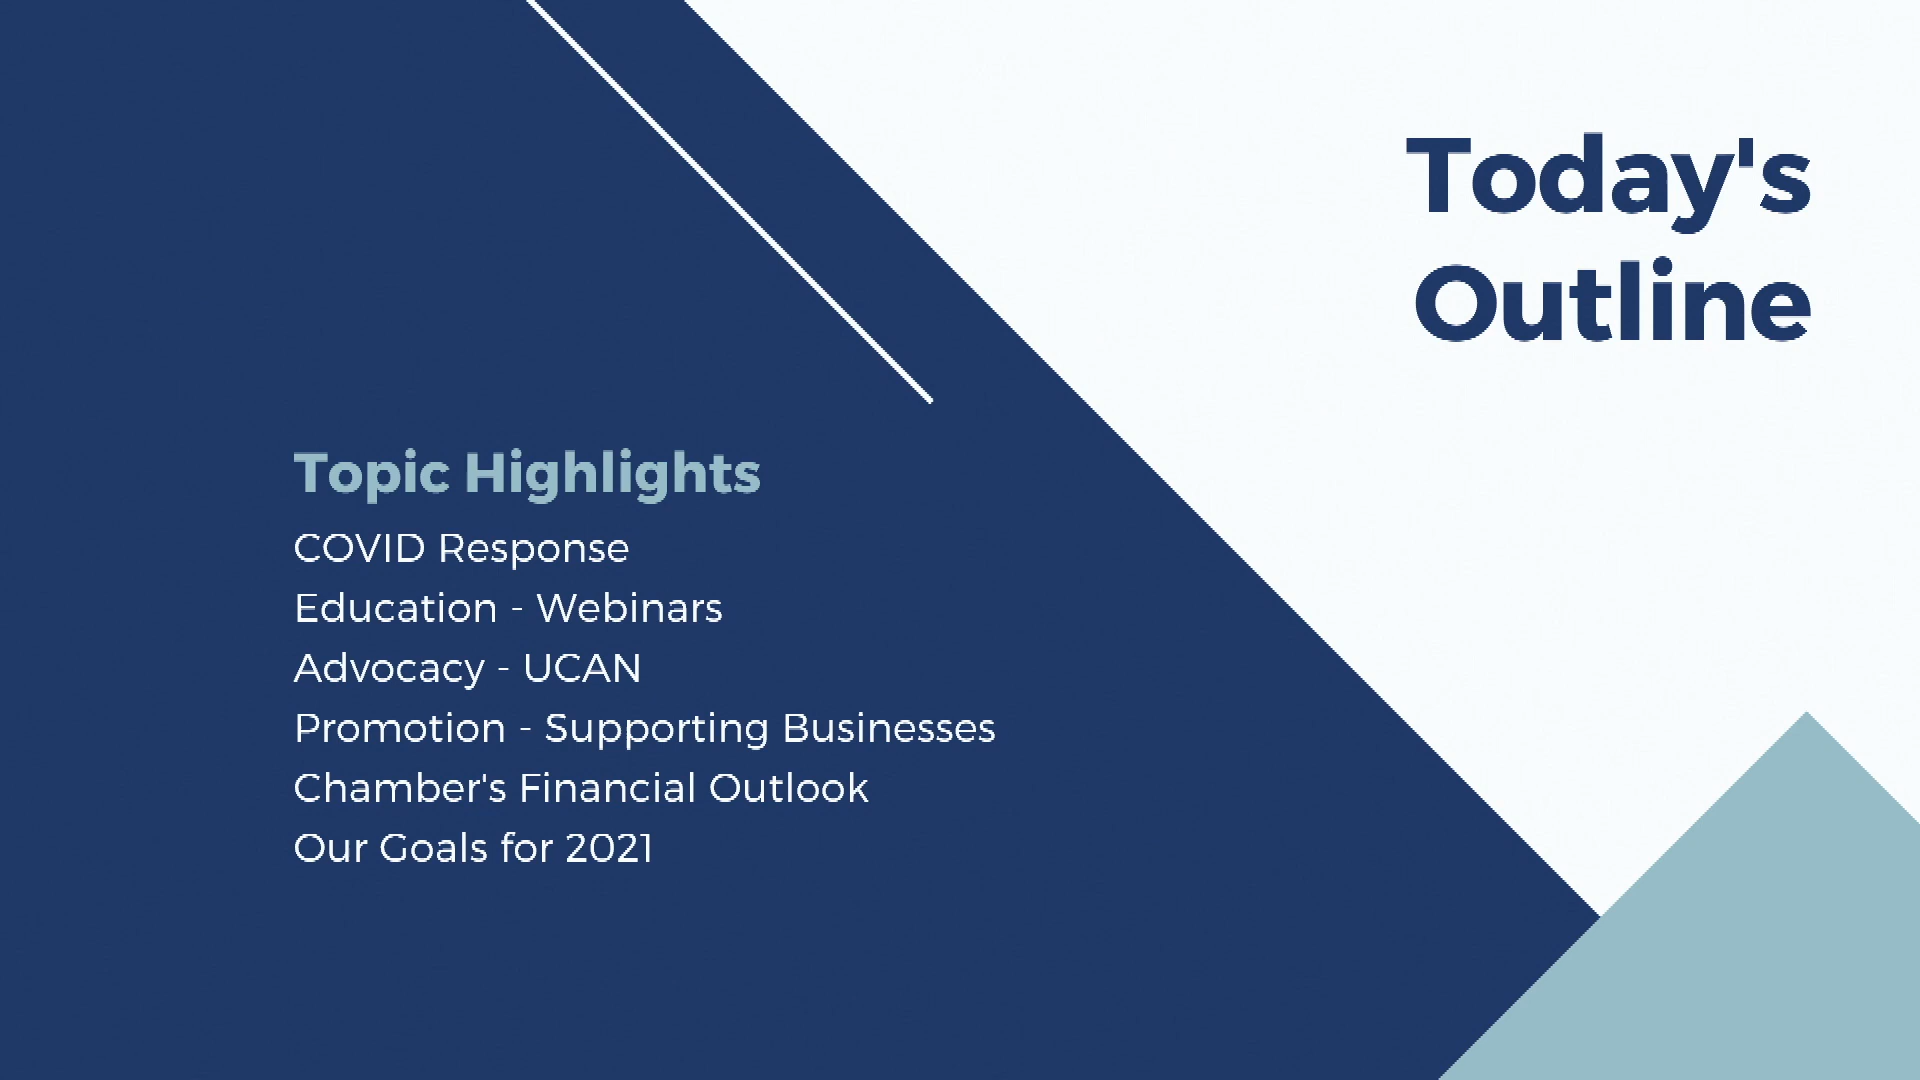 Today's
Outline
Topic Highlights
COVID Response
Education - Webinars
Advocacy - UCAN
Promotion - Supporting Businesses
Chamber's Financial Outlook
Our Goals for 2021